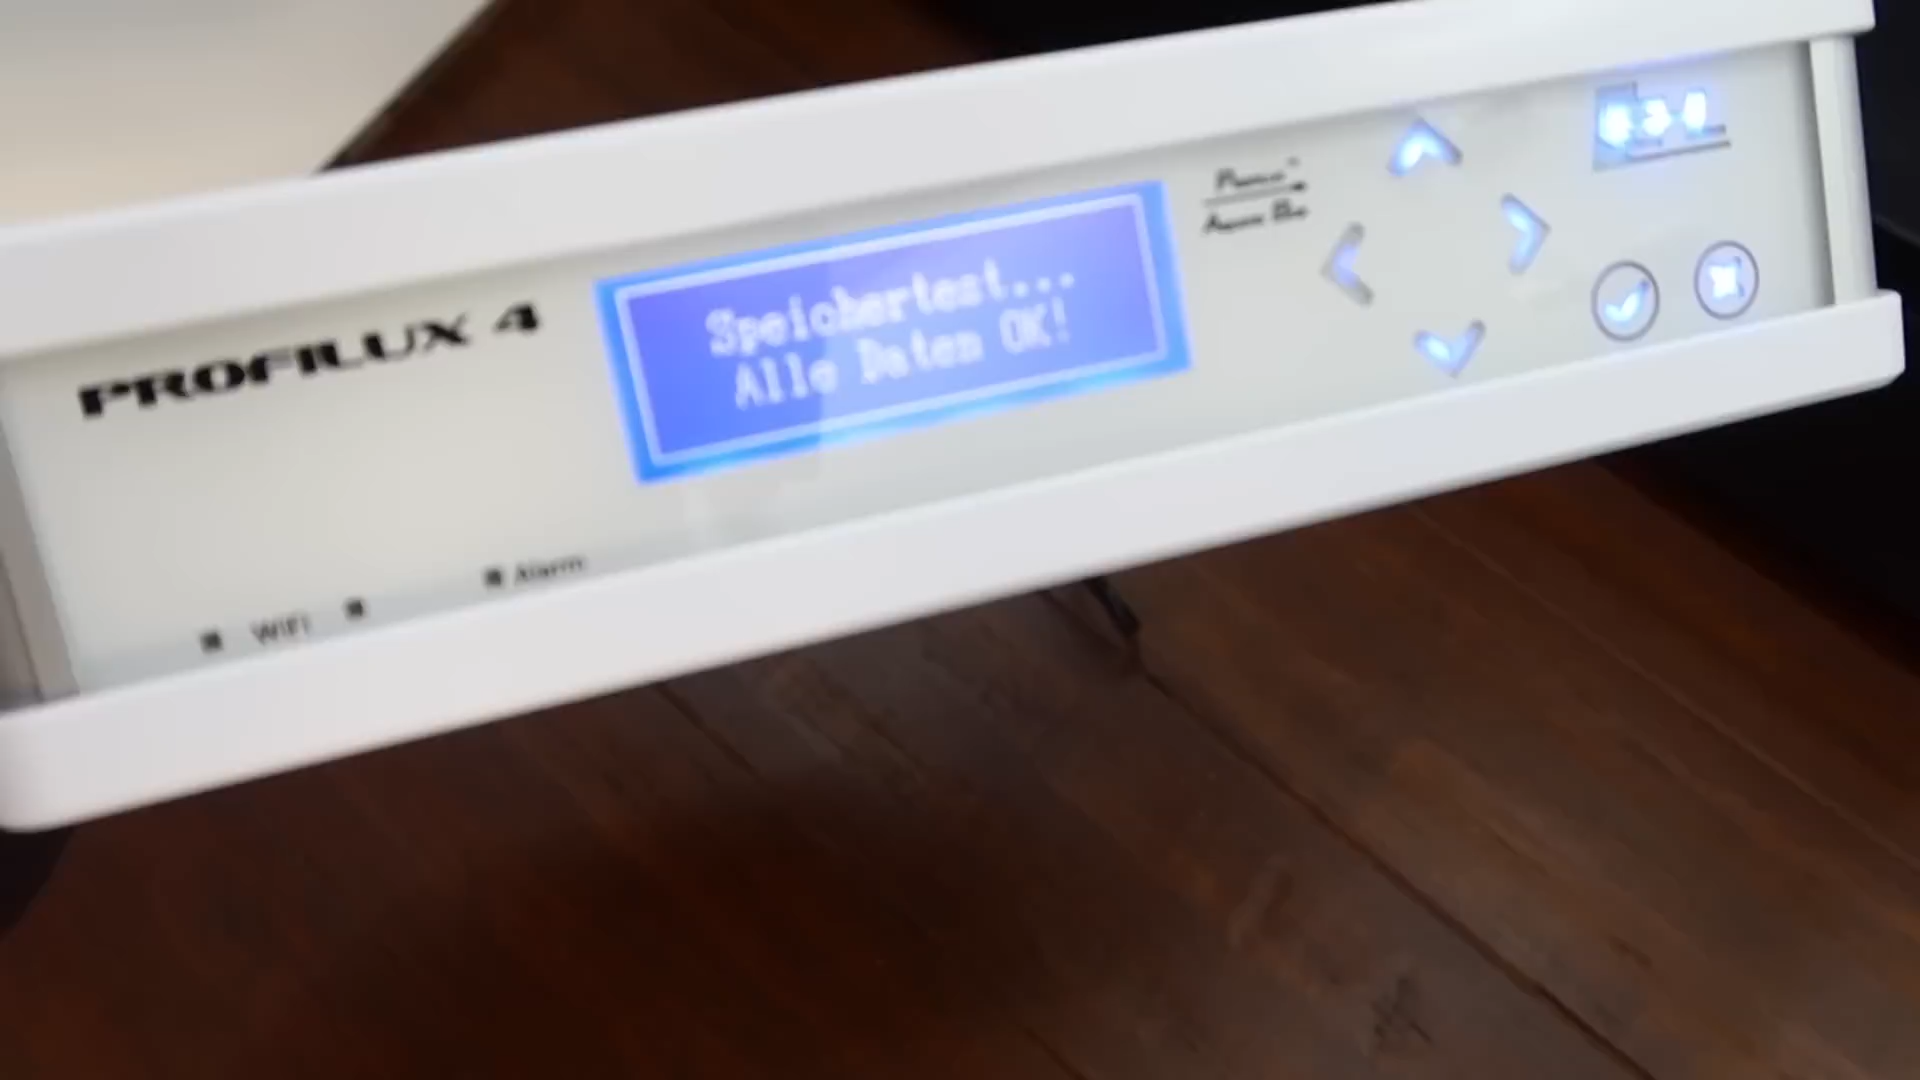 PROFILUX 4
Speichertest...
Alle Daten OK!
WiFi
Alarm